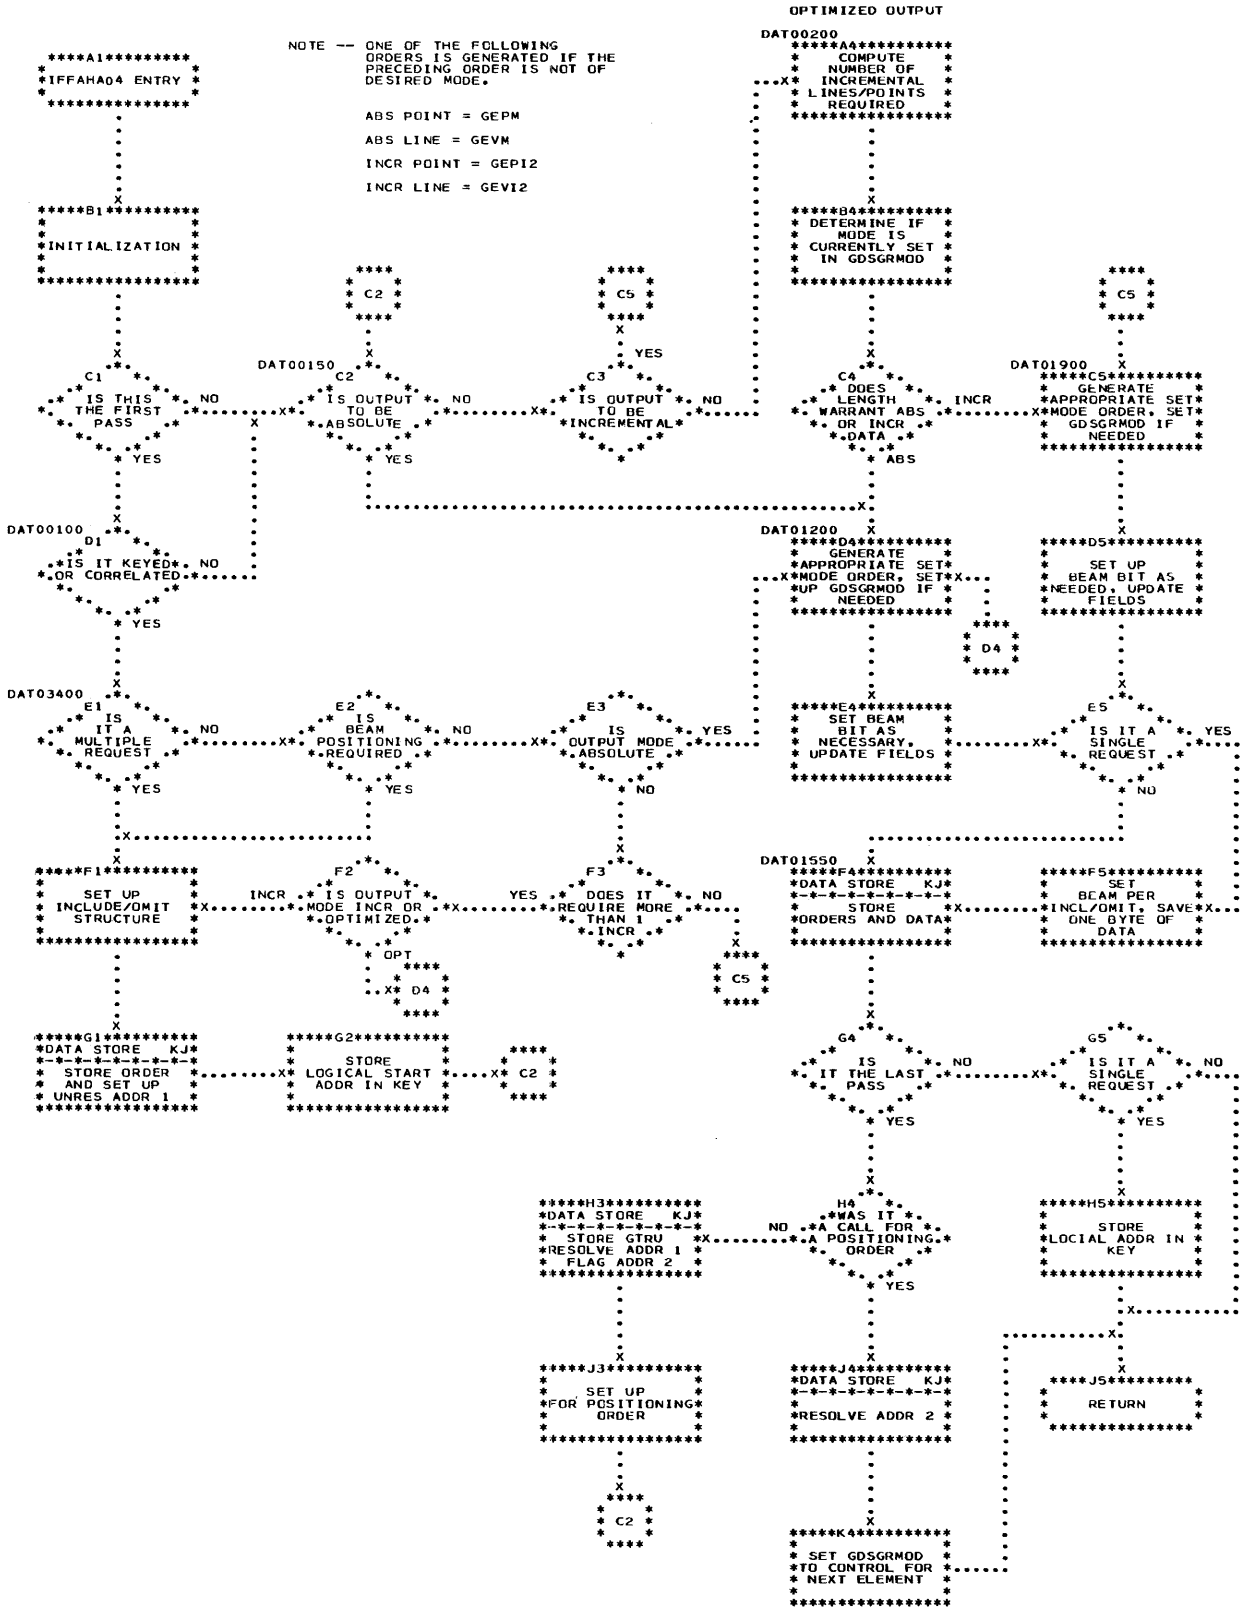 OPTIMIZED OUTPUT
NOTE -- ONE OF THE FOLLOWING
ORDERS IS GENERATED IF THE
PRECEDING ORDER IS NOT OF
DESIRED MODE.
ABS POINT = GEPM
ABS LINE = GEVM
INCR POINT = GEPI2
INCR LINE = GEVI2
A1
IFFAHA04 ENTRY
DAT00200
A4
COMPUTE
NUMBER OF
INCREMENTAL
LINES/POINTS
REQUIRED
B1
INITIALIZATION
B4
DETERMINE IF
MODE IS
CURRENTLY SET
IN GDSGRMOD
C2
C5
C5
C1
IS THIS
THE FIRST
PASS
NO
YES
DAT00150
C2
IS OUTPUT
TO BE
ABSOLUTE
NO
YES
YES
C3
IS OUTPUT
TO BE
INCREMENTAL
NO
C4
DOES
LENGTH
WARRANT ABS
OR INCR
DATA
INCR
ABS
DAT01900
C5
GENERATE
APPROPRIATE SET
MODE ORDER, SET
GDSGRMOD IF
NEEDED
DAT00100
D1
IS IT KEYED
OR CORRELATED
NO
YES
DAT01200
D4
GENERATE
APPROPRIATE SET
MODE ORDER, SET
UP GDSGRMOD IF
NEEDED
D4
D5
SET UP
BEAM BIT AS
NEEDED, UPDATE
FIELDS
DAT03400
E1
IS
IT A
MULTIPLE
REQUEST
NO
YES
E2
IS
BEAM
POSITIONING
REQUIRED
NO
YES
E3
IS
OUTPUT MODE
ABSOLUTE
YES
NO
E4
SET BEAM
BIT AS
NECESSARY,
UPDATE FIELDS
E5
IS IT A
SINGLE
REQUEST
YES
NO
F1
SET UP
INCLUDE/OMIT
STRUCTURE
INCR
F2
IS OUTPUT
MODE INCR OR
OPTIMIZED
OPT
D4
YES
F3
DOES IT
REQUIRE MORE
THAN 1
INCR
NO
C5
DAT01550
F4
DATA STORE KJ
STORE
ORDERS AND DATA
F5
SET
BEAM PER
INCL/OMIT, SAVE
ONE BYTE OF
DATA
G1
DATA STORE KJ
STORE ORDER
AND SET UP
UNRES ADDR 1
G2
STORE
LOGICAL START
ADDR IN KEY
C2
G4
IS
IT THE LAST
PASS
NO
YES
G5
IS IT A
SINGLE
REQUEST
NO
YES
H3
DATA STORE KJ
STORE GTRU
RESOLVE ADDR 1
FLAG ADDR 2
NO
H4
WAS IT
A CALL FOR
A POSITIONING
ORDER
YES
H5
STORE
LOCIAL ADDR IN
KEY
J3
SET UP
FOR POSITIONING
ORDER
C2
J4
DATA STORE KJ
RESOLVE ADDR 2
J5
RETURN
K4
SET GDSGRMOD
TO CONTROL FOR
NEXT ELEMENT